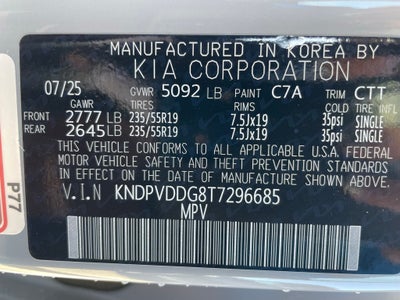 MANUFACTURED IN KOREA BY
KIA CORPORATION
07/25 GVWR 5092 LB PAINT C7A TRIM CTT
GAWR TIRES RIMS COLD TIRE INFL
FRONT 2777 LB 235/55R19 7.5Jx19 35psi SINGLE
REAR 2645 LB 235/55R19 7.5Jx19 35psi SINGLE
THIS VEHICLE CONFORMS TO ALL APPLICABLE U.S.A. FEDERAL
MOTOR VEHICLE SAFETY, BUMPER, AND THEFT PREVENTION STANDARDS
IN EFFECT ON THE DATE OF MANUFACTURE SHOWN ABOVE.
V.I.N KNDPVDDG8T7296685
MPV
P77